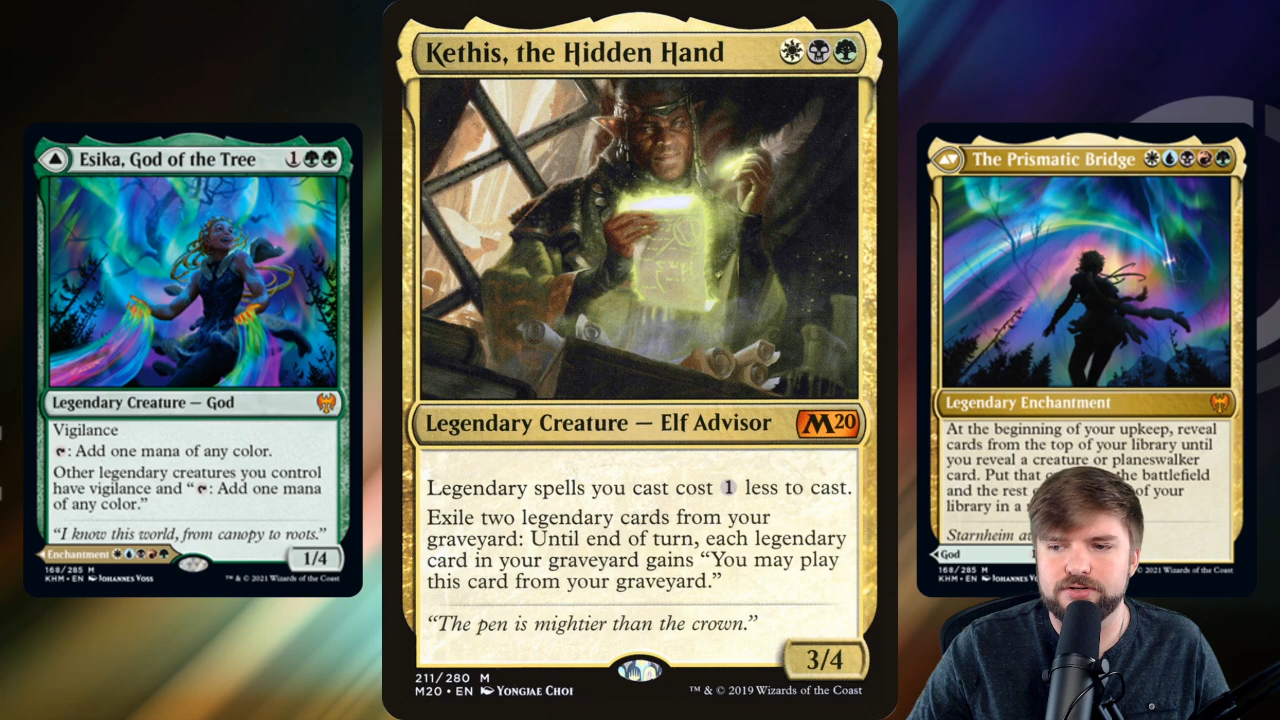 Esika, God of the Tree 1
Legendary Creature — God
Vigilance
: Add one mana of any color.
Other legendary creatures you control
have vigilance and “: Add one mana
of any color.”
“I know this world, from canopy to roots.”
Enchantment
1/4
168/285 M
KHM • EN Johannes Voss
™ & © 2021 Wizards of the Coast
Kethis, the Hidden Hand
Legendary Creature — Elf Advisor
M20
Legendary spells you cast cost 1 less to cast.
Exile two legendary cards from your
graveyard: Until end of turn, each legendary
card in your graveyard gains “You may play
this card from your graveyard.”
“The pen is mightier than the crown.”
3/4
211/280 M
M20 • EN Yongjae Choi
™ & © 2019 Wizards of the Coast
The Prismatic Bridge
Legendary Enchantment
At the beginning of your upkeep, reveal
cards from the top of your library until
you reveal a creature or planeswalker
card. Put that the battlefield
and the rest of your
library in a
Starnheim
God
168/285 M
KHM • EN Johannes
2021 Wizards of the Coast